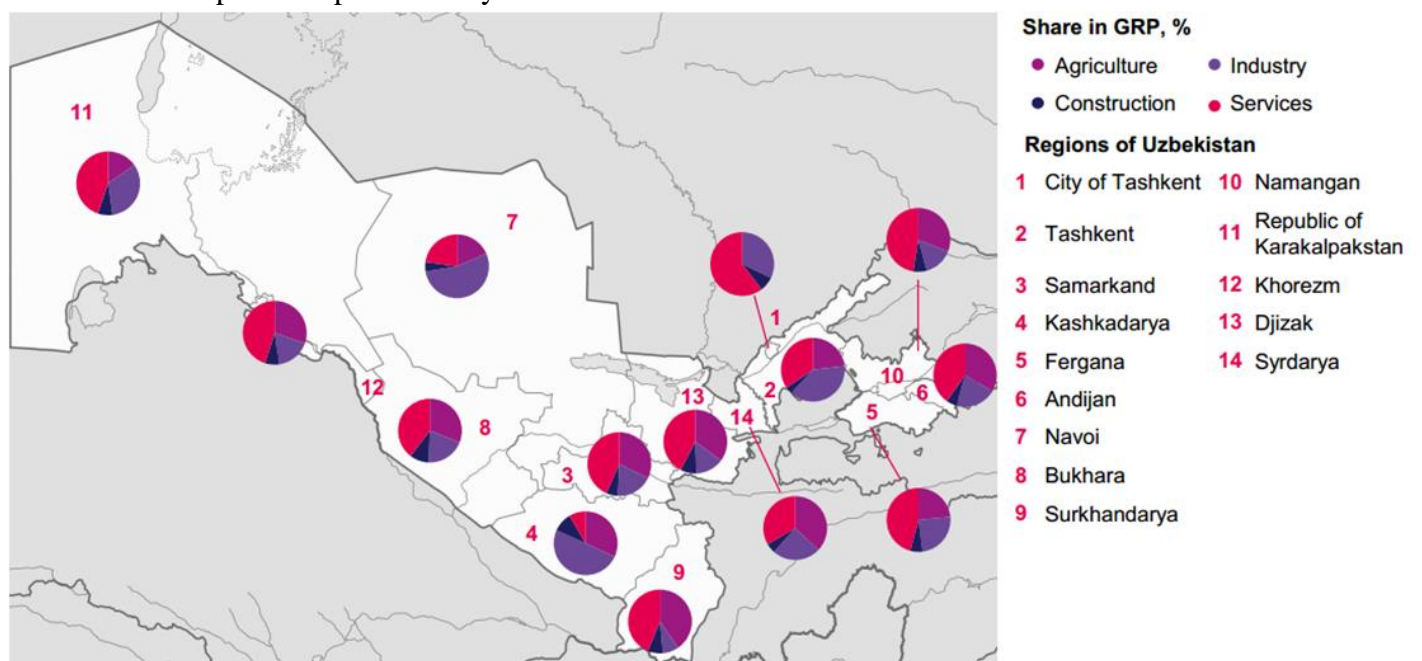 Share in GRP, %
Agriculture Industry
Construction Services
Regions of Uzbekistan
1 City of Tashkent 10 Namangan
2 Tashkent 11 Republic of
Karakalpakstan
3 Samarkand 12 Khorezm
4 Kashkadarya 13 Djizak
5 Fergana 14 Syrdarya
6 Andijan
7 Navoi
8 Bukhara
9 Surkhandarya
11
7
1
12
8
13
2
10
6
14
5
3
4
9